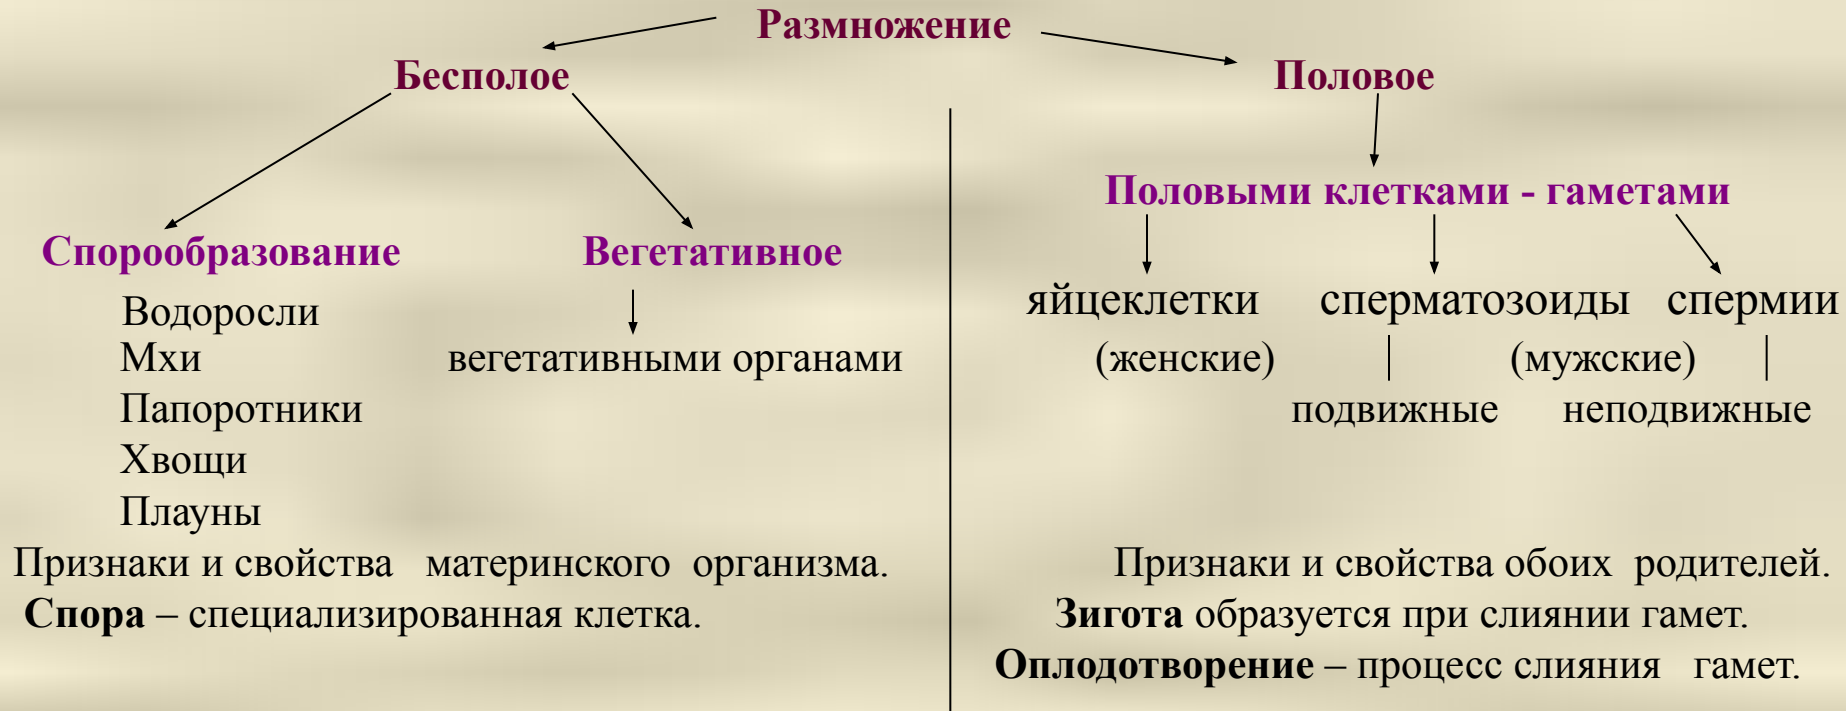 Размножение
Бесполое
Половое
Половыми клетками - гаметами
Спорообразование
Вегетативное
яйцеклетки сперматозоиды спермии
Водоросли
Мхи
вегетативными органами
(женские) (мужские)
Папоротники
подвижные неподвижные
Хвощи
Плауны
Признаки и свойства материнского организма.
Спора – специализированная клетка.
Признаки и свойства обоих родителей.
Зигота образуется при слиянии гамет.
Оплодотворение – процесс слияния гамет.